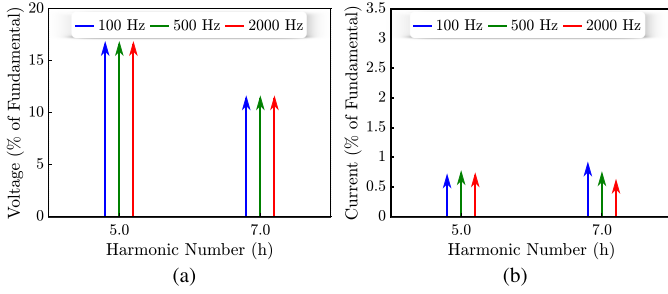 20
15
10
5
0
Voltage (% of Fundamental)
100 Hz 500 Hz 2000 Hz
5.0 7.0
Harmonic Number (h)
(a)
3.5
3
2.5
2
1.5
1
0.5
0
Current (% of Fundamental)
100 Hz 500 Hz 2000 Hz
5.0 7.0
Harmonic Number (h)
(b)